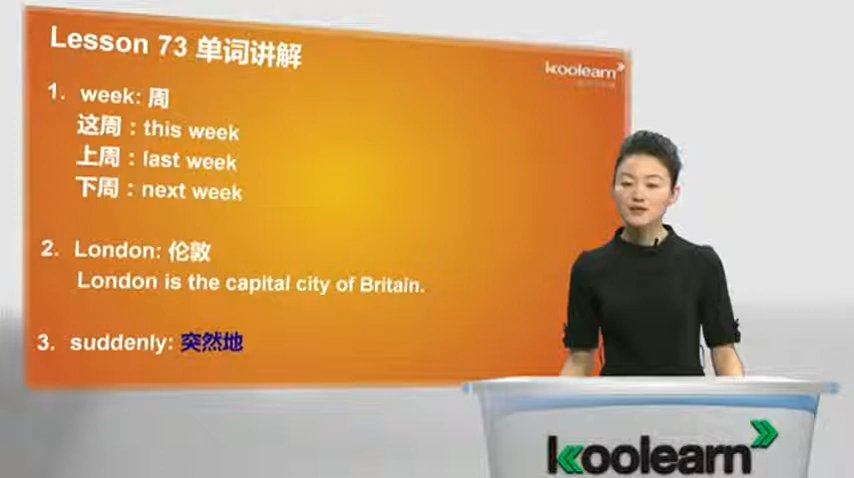 Lesson 73 单词讲解
koolearn
1. week: 周
这周：this week
上周：last week
下周：next week
2. London: 伦敦
London is the capital city of Britain.
3. suddenly: 突然地
koolearn